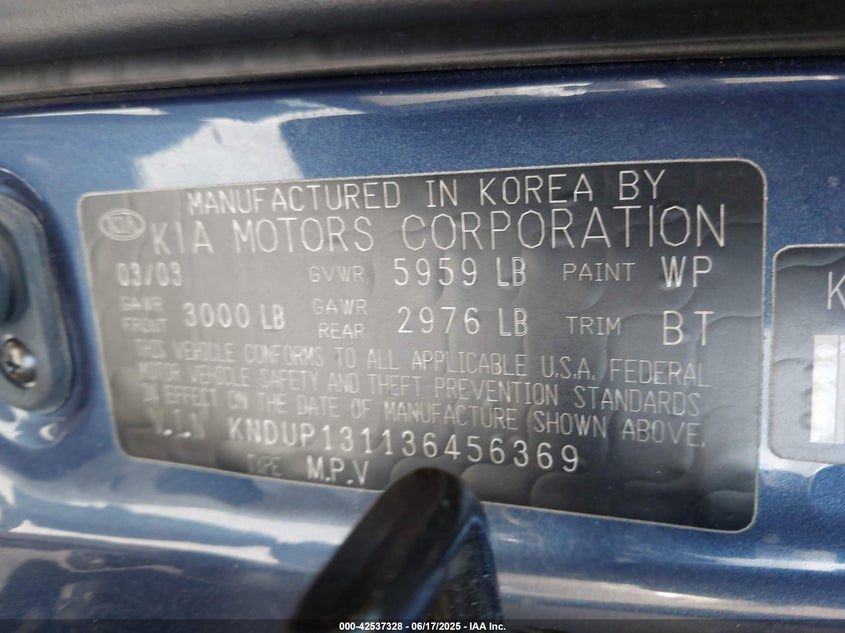 MANUFACTURED IN KOREA BY
KIA KIA MOTORS CORPORATION
03/03 GVWR 5959 LB PAINT WP
GAWR FRONT 3000 LB GAWR REAR 2976 LB TRIM BT
THIS VEHICLE CONFORMS TO ALL APPLICABLE U.S.A. FEDERAL
MOTOR VEHICLE SAFETY AND THEFT PREVENTION STANDARDS
IN EFFECT ON THE DATE OF MANUFACTURE SHOWN ABOVE.
V.I.N KNDUP131136456369
TYPE M.P.V
K
000-42537328 - 06/17/2025 - IAA Inc.